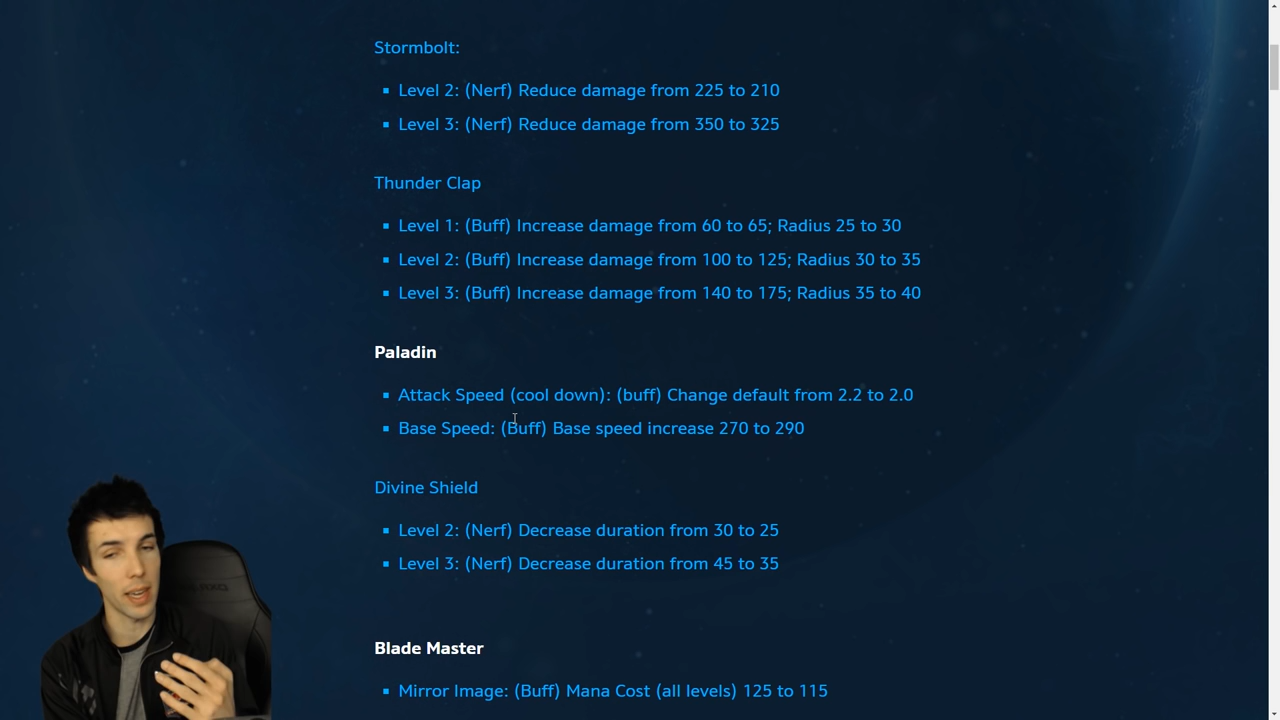 Stormbolt:
▪ Level 2: (Nerf) Reduce damage from 225 to 210
▪ Level 3: (Nerf) Reduce damage from 350 to 325
Thunder Clap
▪ Level 1: (Buff) Increase damage from 60 to 65; Radius 25 to 30
▪ Level 2: (Buff) Increase damage from 100 to 125; Radius 30 to 35
▪ Level 3: (Buff) Increase damage from 140 to 175; Radius 35 to 40
Paladin
▪ Attack Speed (cool down): (buff) Change default from 2.2 to 2.0
▪ Base Speed: (Buff) Base speed increase 270 to 290
Divine Shield
▪ Level 2: (Nerf) Decrease duration from 30 to 25
▪ Level 3: (Nerf) Decrease duration from 45 to 35
Blade Master
▪ Mirror Image: (Buff) Mana Cost (all levels) 125 to 115